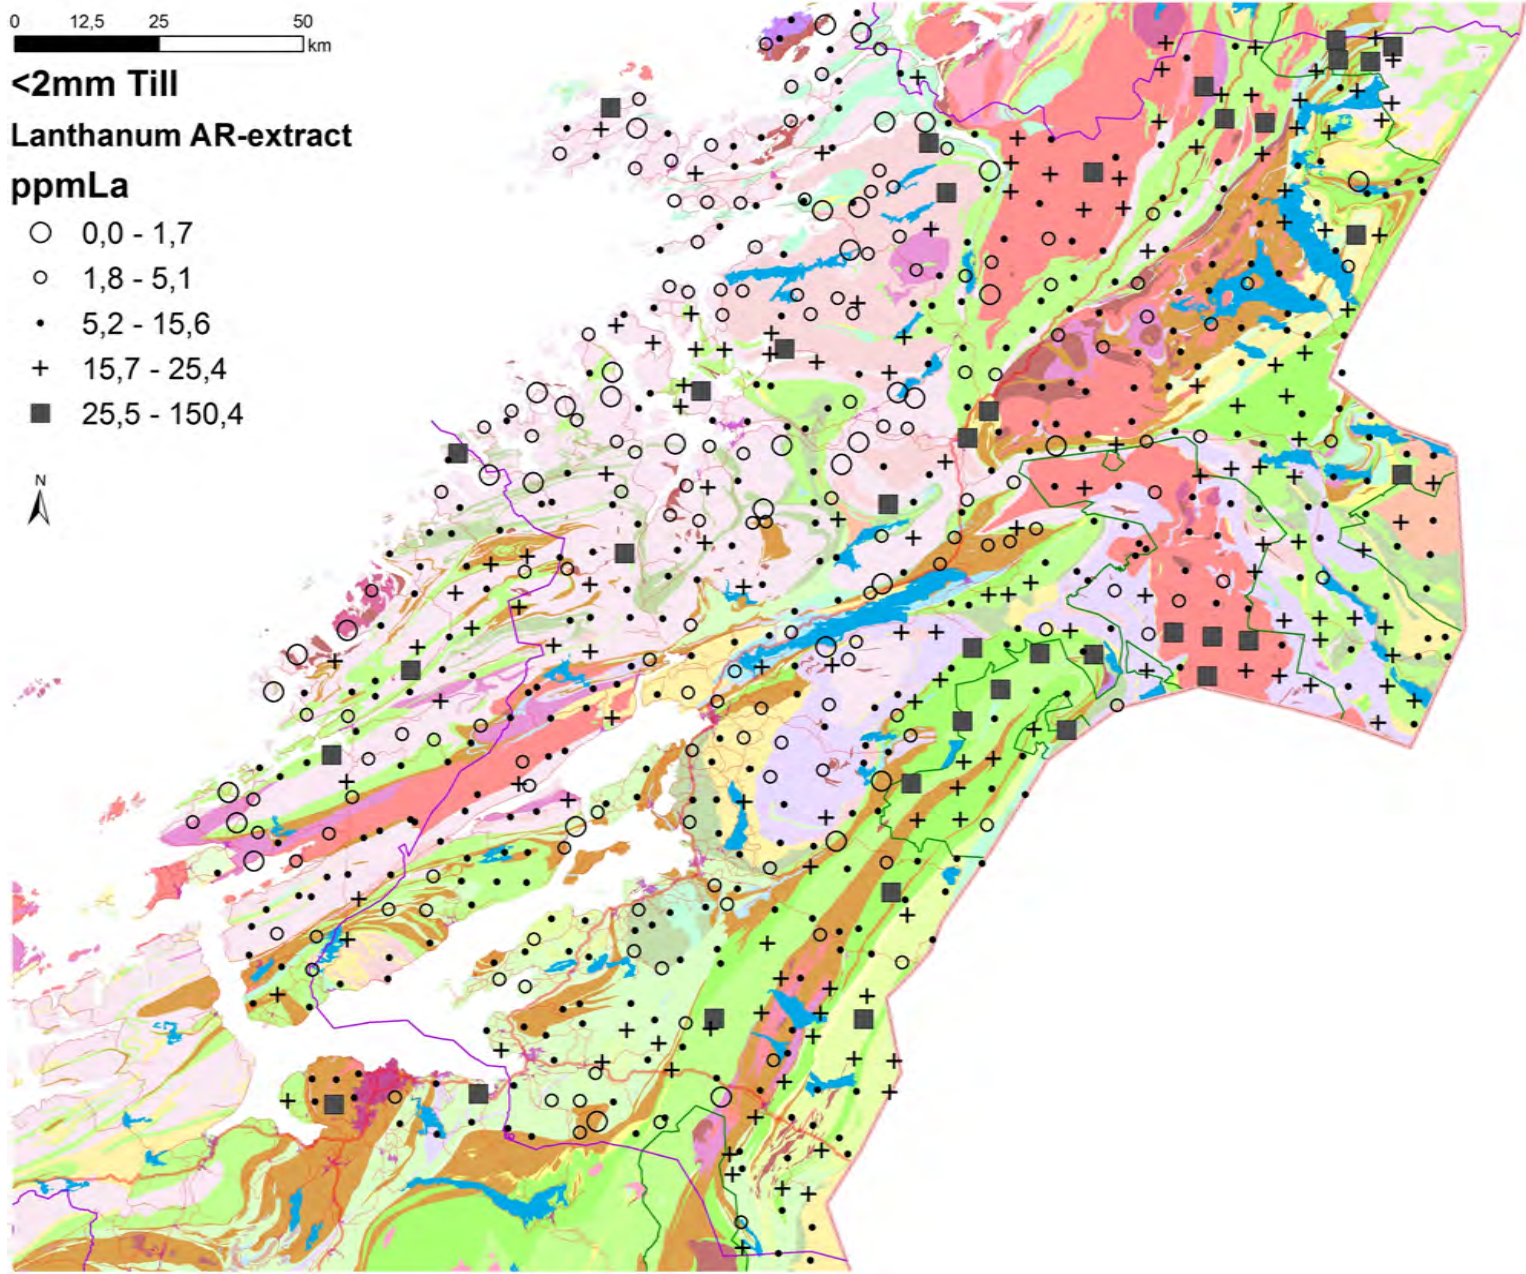 0 12,5 25 50
km
<2mm Till
Lanthanum AR-extract
ppmLa
0,0 - 1,7
1,8 - 5,1
5,2 - 15,6
15,7 - 25,4
25,5 - 150,4
N